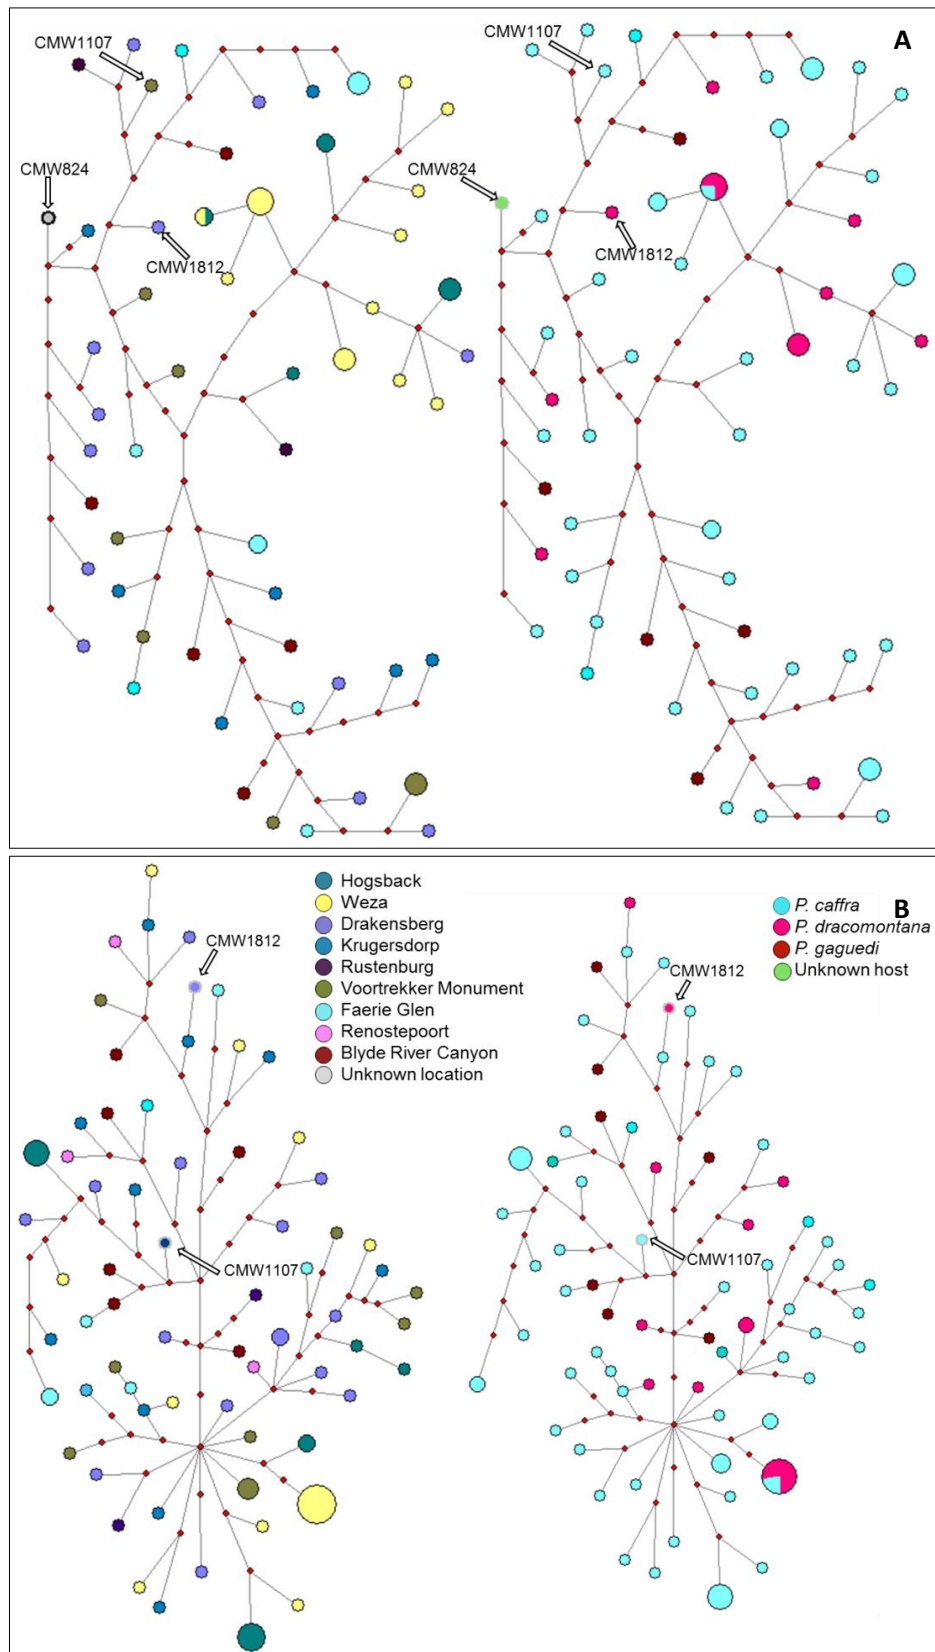 A
CMW1107
CMW824
CMW1812
CMW1107
CMW824
CMW1812
B
CMW1812
CMW1107
Hogsback
Weza
Drakensberg
Krugersdorp
Rustenburg
Voortrekker Monument
Faerie Glen
Renostepoort
Blyde River Canyon
Unknown location
P. caffra
P. dracomontana
P. gaguedi
Unknown host
CMW1812
CMW1107